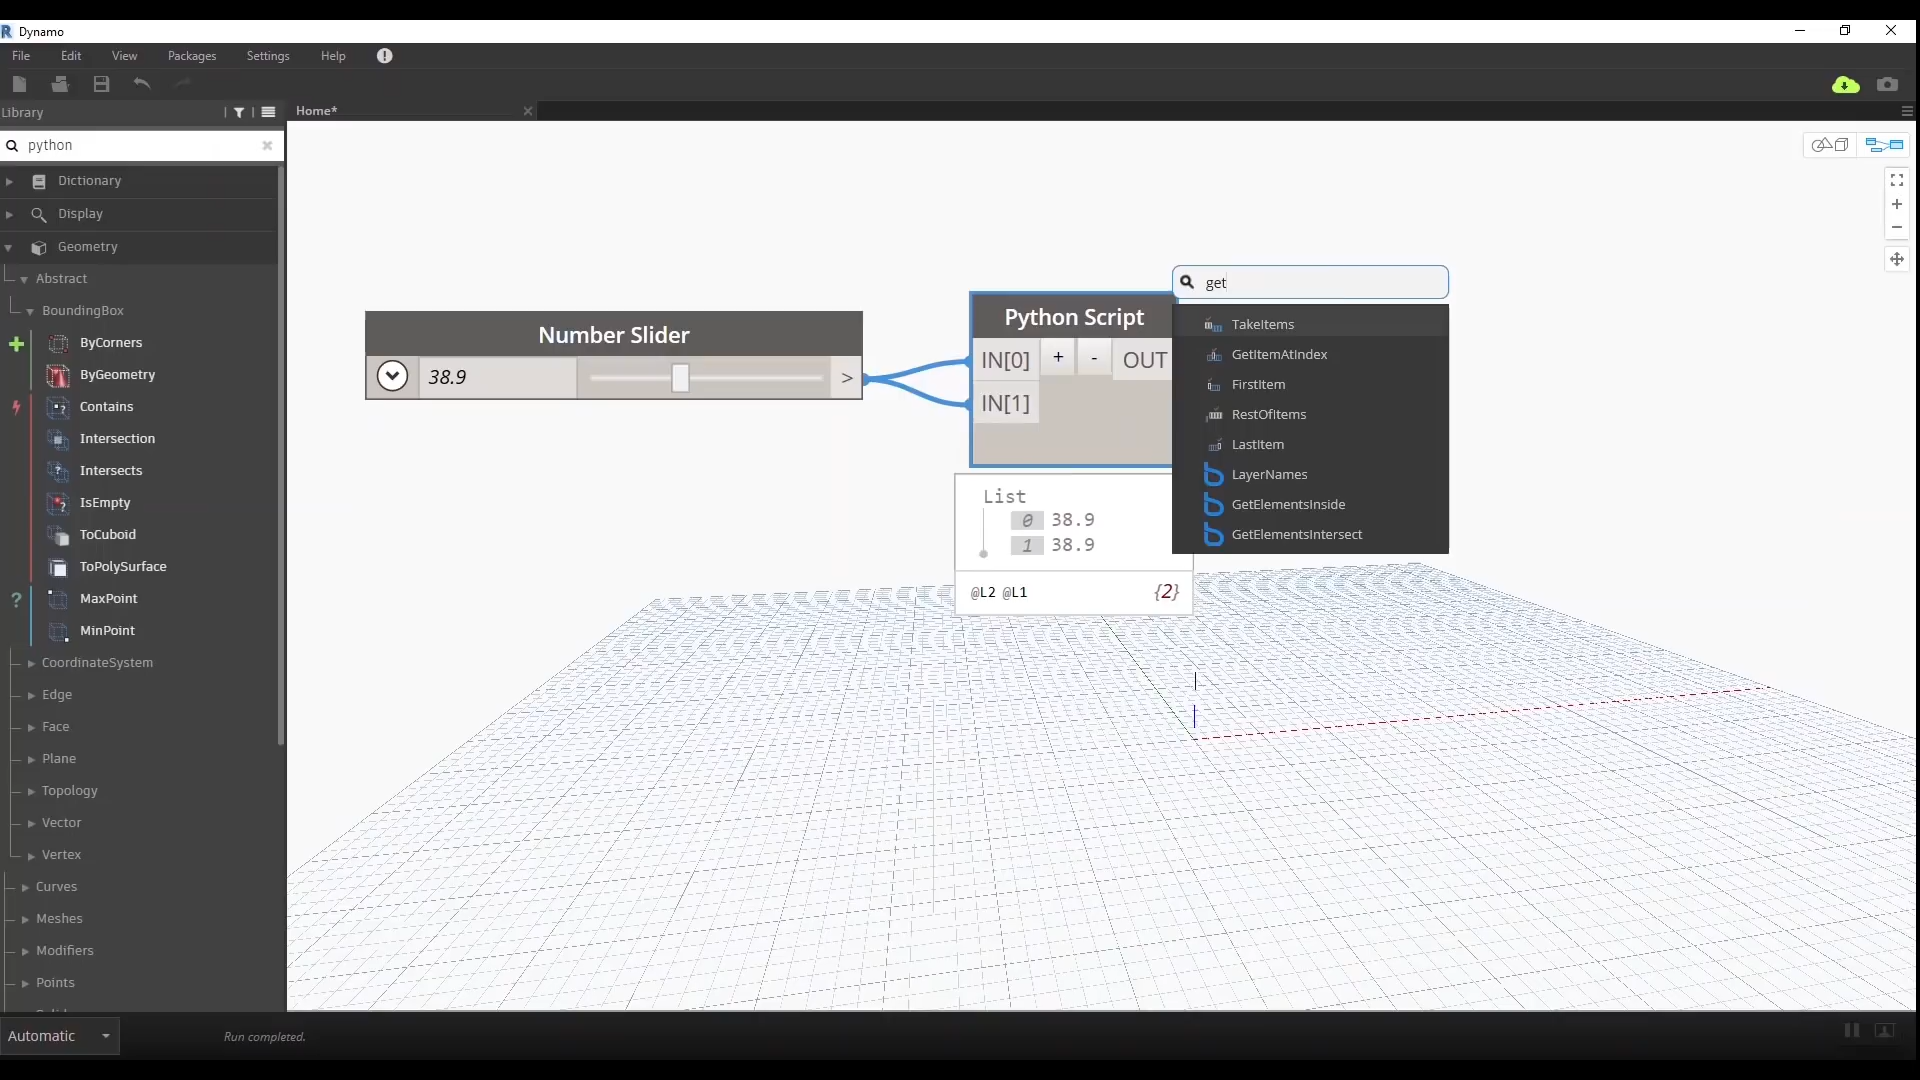 Dynamo
File Edit View Packages Settings Help
Library
Home*
python
Dictionary
Display
Geometry
Abstract
BoundingBox
ByCorners
ByGeometry
Contains
Intersection
Intersects
IsEmpty
ToCuboid
ToPolySurface
MaxPoint
MinPoint
CoordinateSystem
Edge
Face
Plane
Topology
Vector
Vertex
Curves
Meshes
Modifiers
Points
Number Slider
38.9 >
Python Script
IN[0] + - OUT
IN[1]
List
0 38.9
1 38.9
@L2 @L1 {2}
get
TakeItems
GetItemAtIndex
FirstItem
RestOfItems
LastItem
LayerNames
GetElementsInside
GetElementsIntersect
Automatic
Run completed.